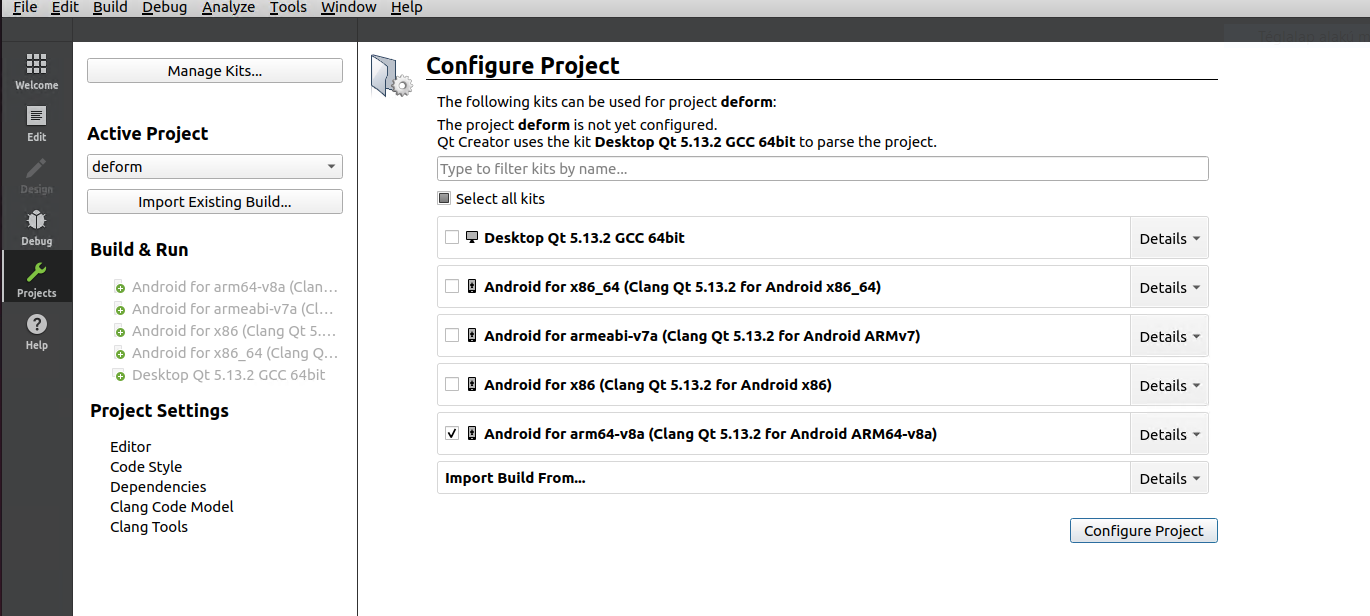 File Edit Build Debug Analyze Tools Window Help
Welcome
Edit
Design
Debug
Projects
Help
Manage Kits...
Active Project
deform
Import Existing Build...
Build & Run
Android for arm64-v8a (Clan...
Android for armeabi-v7a (Cl...
Android for x86 (Clang Qt 5....
Android for x86_64 (Clang Q...
Desktop Qt 5.13.2 GCC 64bit
Project Settings
Editor
Code Style
Dependencies
Clang Code Model
Clang Tools
Configure Project
The following kits can be used for project deform:
The project deform is not yet configured.
Qt Creator uses the kit Desktop Qt 5.13.2 GCC 64bit to parse the project.
Type to filter kits by name...
Select all kits
Desktop Qt 5.13.2 GCC 64bit Details
Android for x86_64 (Clang Qt 5.13.2 for Android x86_64) Details
Android for armeabi-v7a (Clang Qt 5.13.2 for Android ARMv7) Details
Android for x86 (Clang Qt 5.13.2 for Android x86) Details
Android for arm64-v8a (Clang Qt 5.13.2 for Android ARM64-v8a) Details
Import Build From... Details
Configure Project